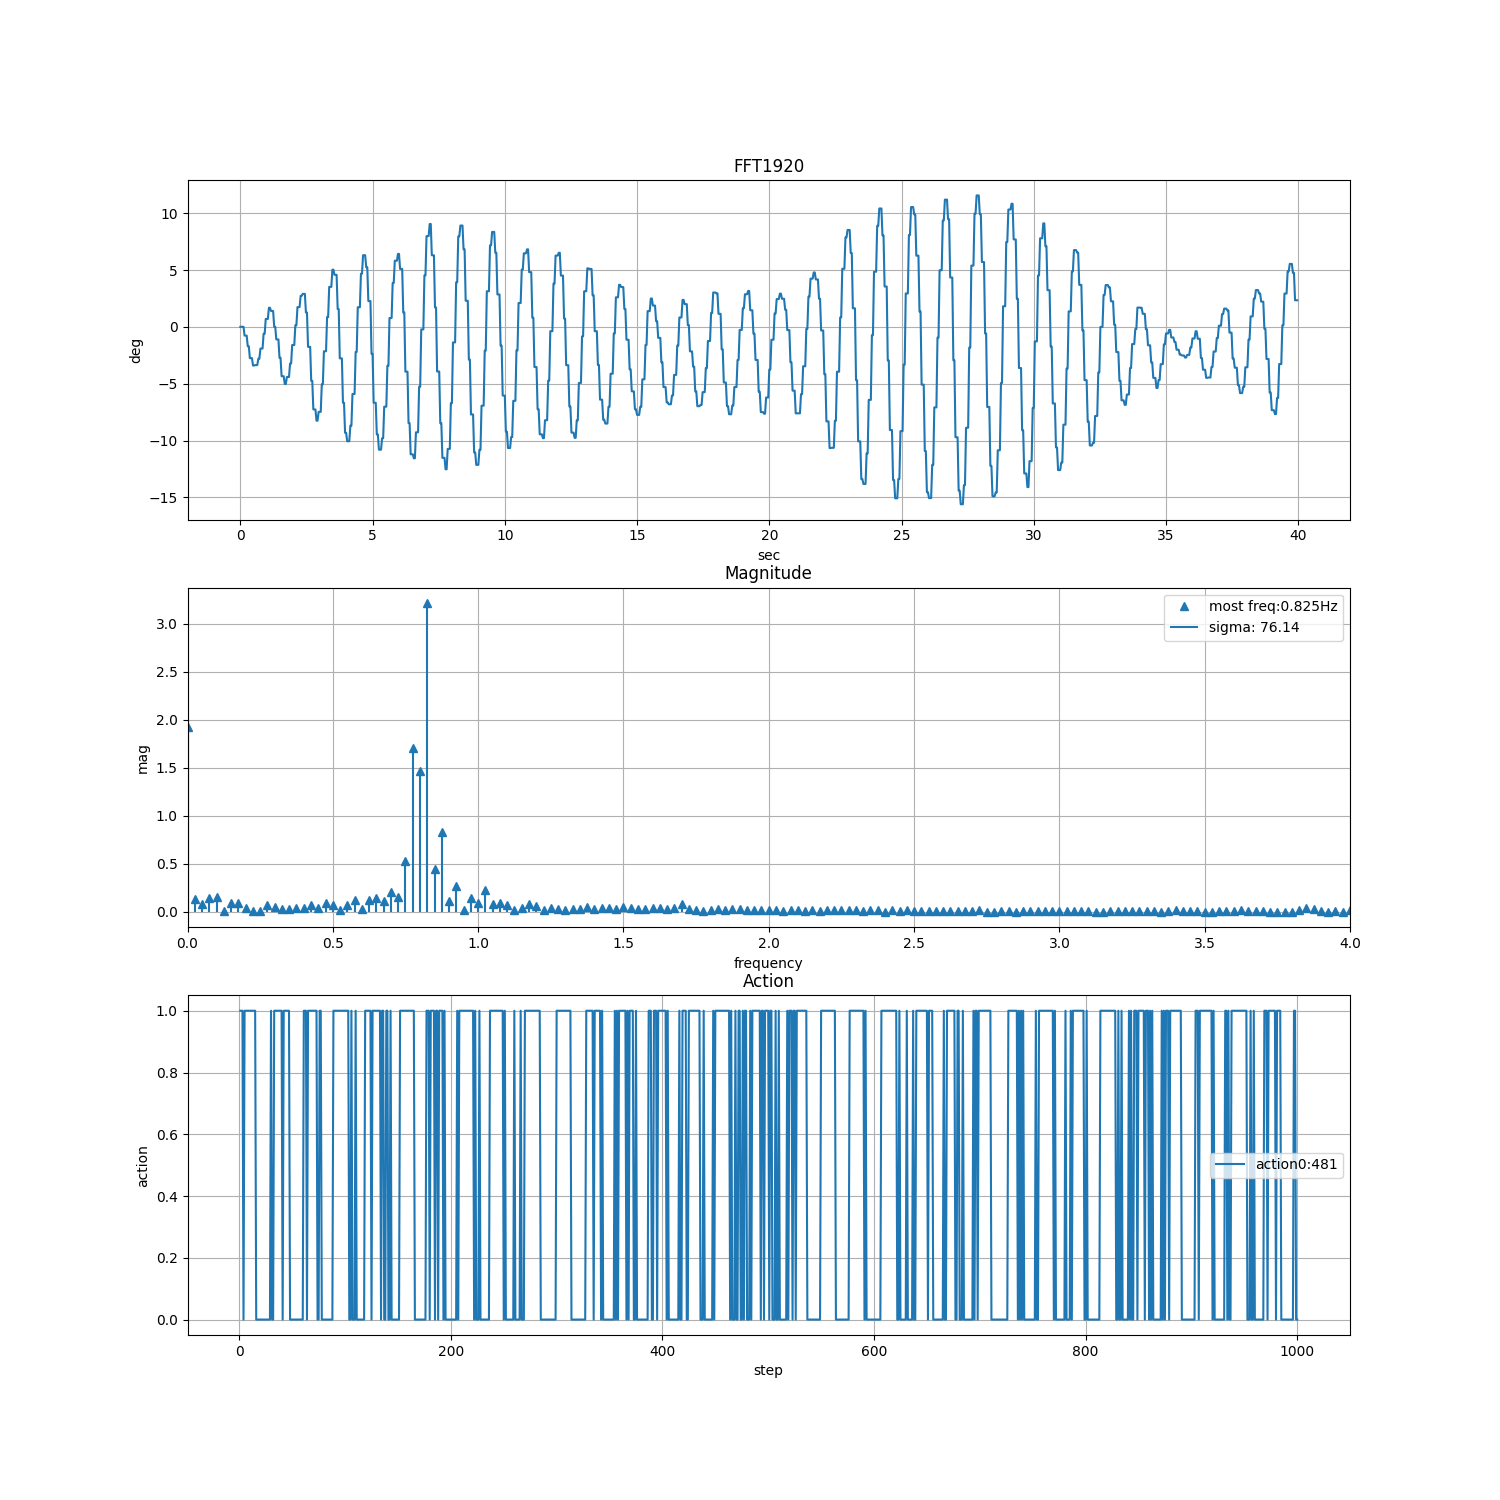 FFT1920
10
5
0
−5
−10
−15
deg
0 5 10 15 20 25 30 35 40
sec
Magnitude
most freq:0.825Hz
sigma: 76.14
3.0
2.5
2.0
1.5
1.0
0.5
0.0
mag
0.0 0.5 1.0 1.5 2.0 2.5 3.0 3.5 4.0
frequency
Action
1.0
0.8
0.6
0.4
0.2
0.0
action
action0:481
0 200 400 600 800 1000
step